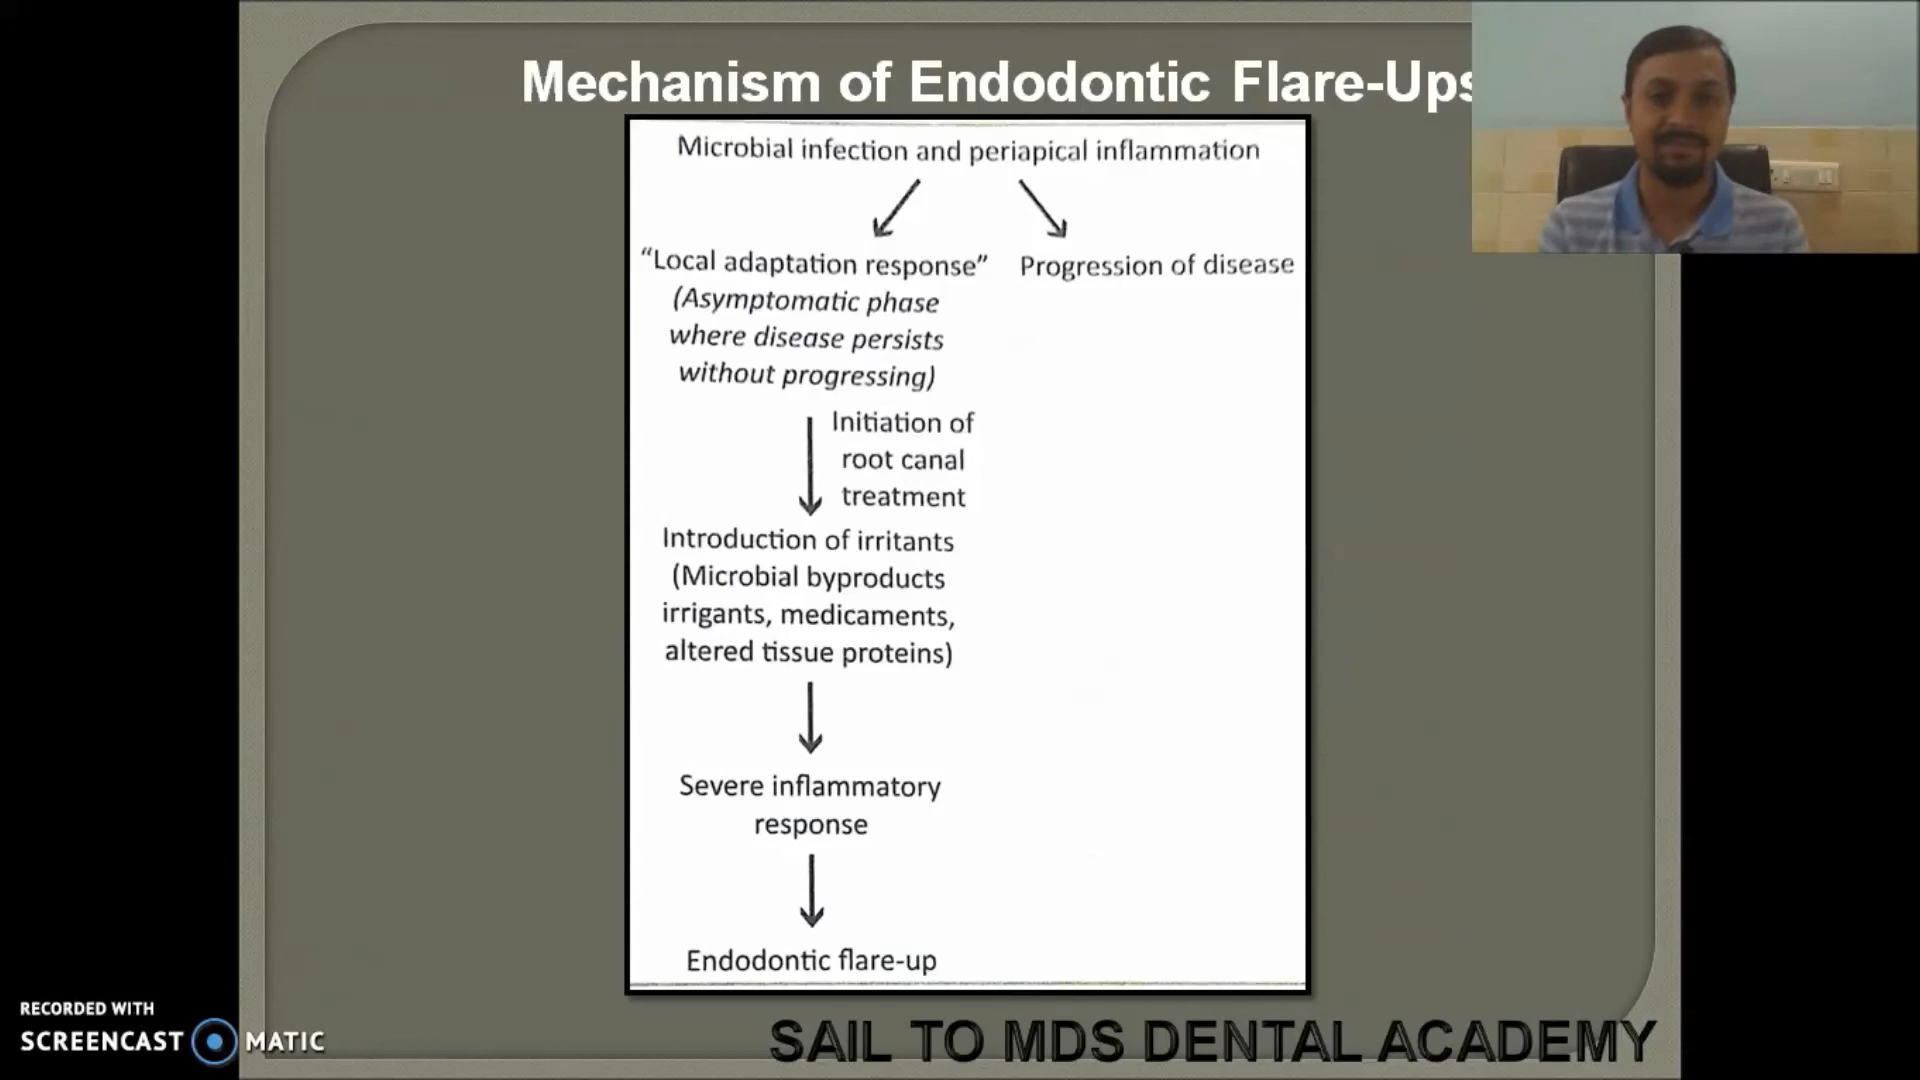 Mechanism of Endodontic Flare-Ups
Microbial infection and periapical inflammation
“Local adaptation response” Progression of disease
(Asymptomatic phase
where disease persists
without progressing)
Initiation of
root canal
treatment
Introduction of irritants
(Microbial byproducts
irrigants, medicaments,
altered tissue proteins)
Severe inflammatory
response
Endodontic flare-up
RECORDED WITH
SCREENCAST MATIC
SAIL TO MDS DENTAL ACADEMY